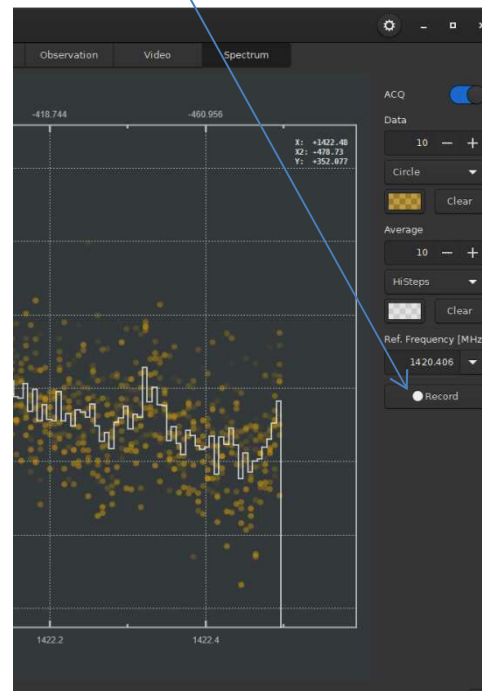 Observation Video Spectrum
-418.744 -460.956
X: +1422.48
X2: -478.73
Y: +352.077
1422.2 1422.4
ACQ
Data
10 — +
Circle
Clear
Average
10 — +
HiSteps
Clear
Ref. Frequency [MHz
1420.406
Record